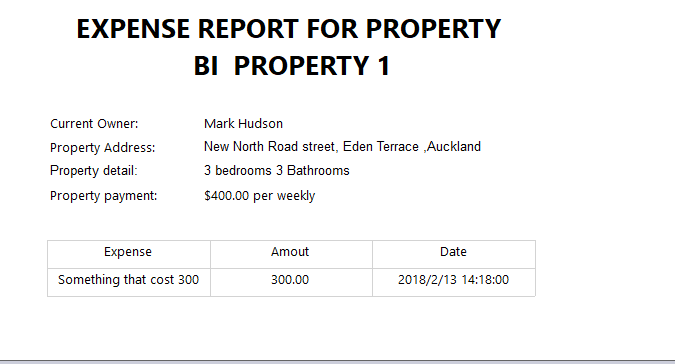 EXPENSE REPORT FOR PROPERTY
BI PROPERTY 1
Current Owner: Mark Hudson
Property Address: New North Road street, Eden Terrace ,Auckland
Property detail: 3 bedrooms 3 Bathrooms
Property payment: $400.00 per weekly
Expense Amout Date
Something that cost 300 300.00 2018/2/13 14:18:00